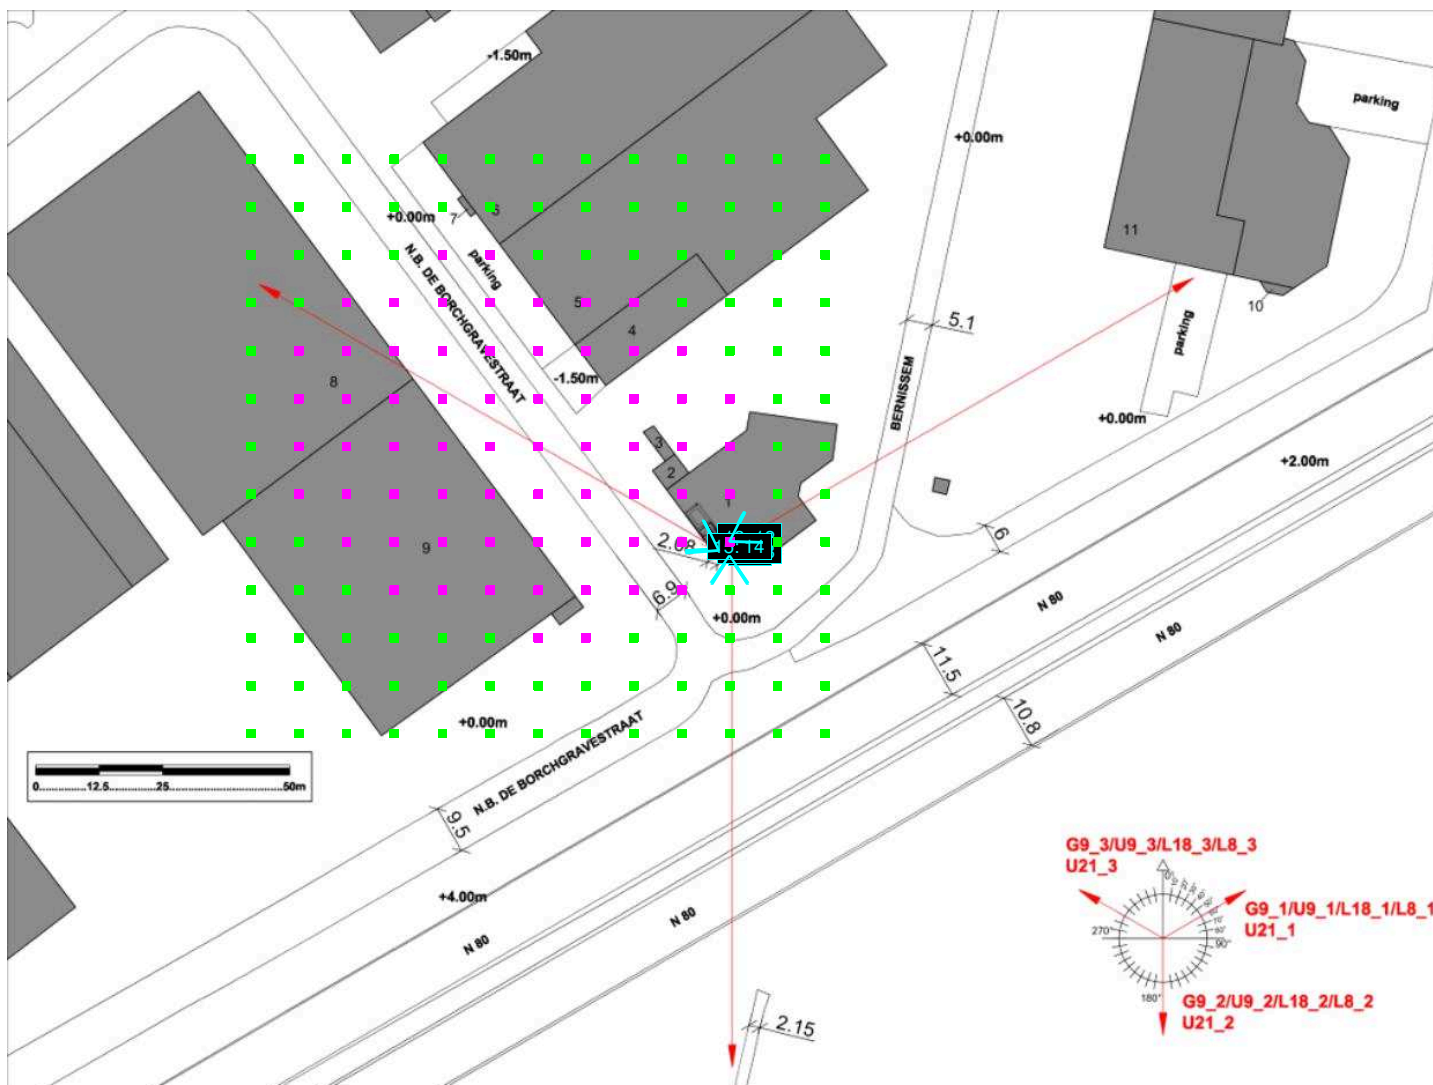 -1.50m
parking
+0.00m
+0.00m
7
6
parking
11
N.B. DE BORCHGRAVESTRAAT
5
10
4
5.1
parking
8
-1.50m
BERNISSEM
+0.00m
3
+2.00m
2
1
9
2.08
13. 14
6
6.9
+0.00m
N 80
N 80
11.5
10.8
+0.00m
N.B. DE BORCHGRAVESTRAAT
0 12.5 25 50m
9.5
+4.00m
N 80
N 80
G9_3/U9_3/L18_3/L8_3
U21_3
G9_1/U9_1/L18_1/L8_1
U21_1
270°
90°
180°
G9_2/U9_2/L18_2/L8_2
U21_2
2.15